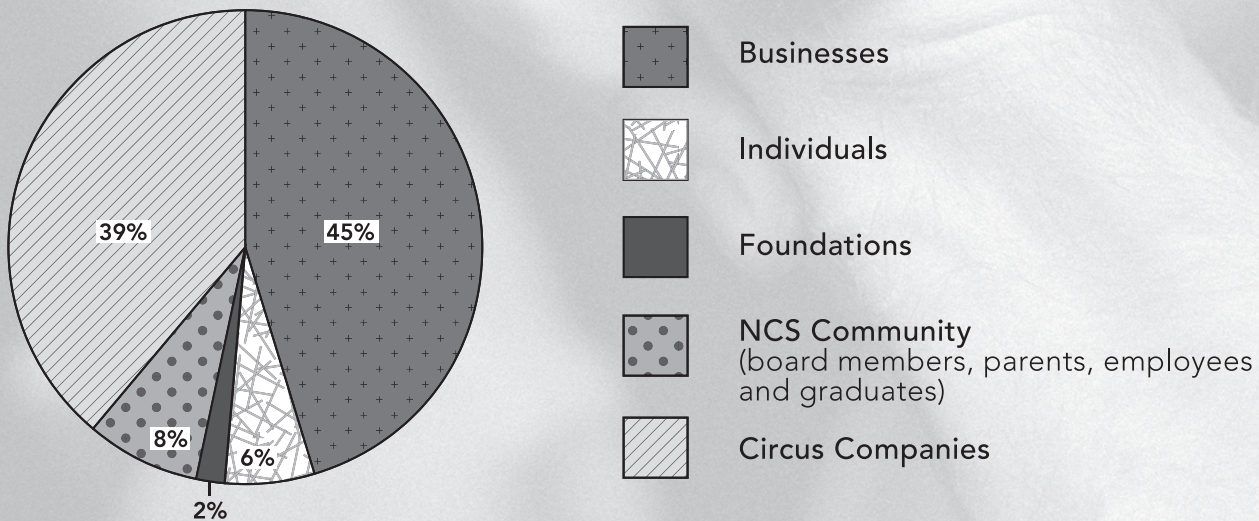 39%
45%
8%
6%
2%
Businesses
Individuals
Foundations
NCS Community
(board members, parents, employees
and graduates)
Circus Companies